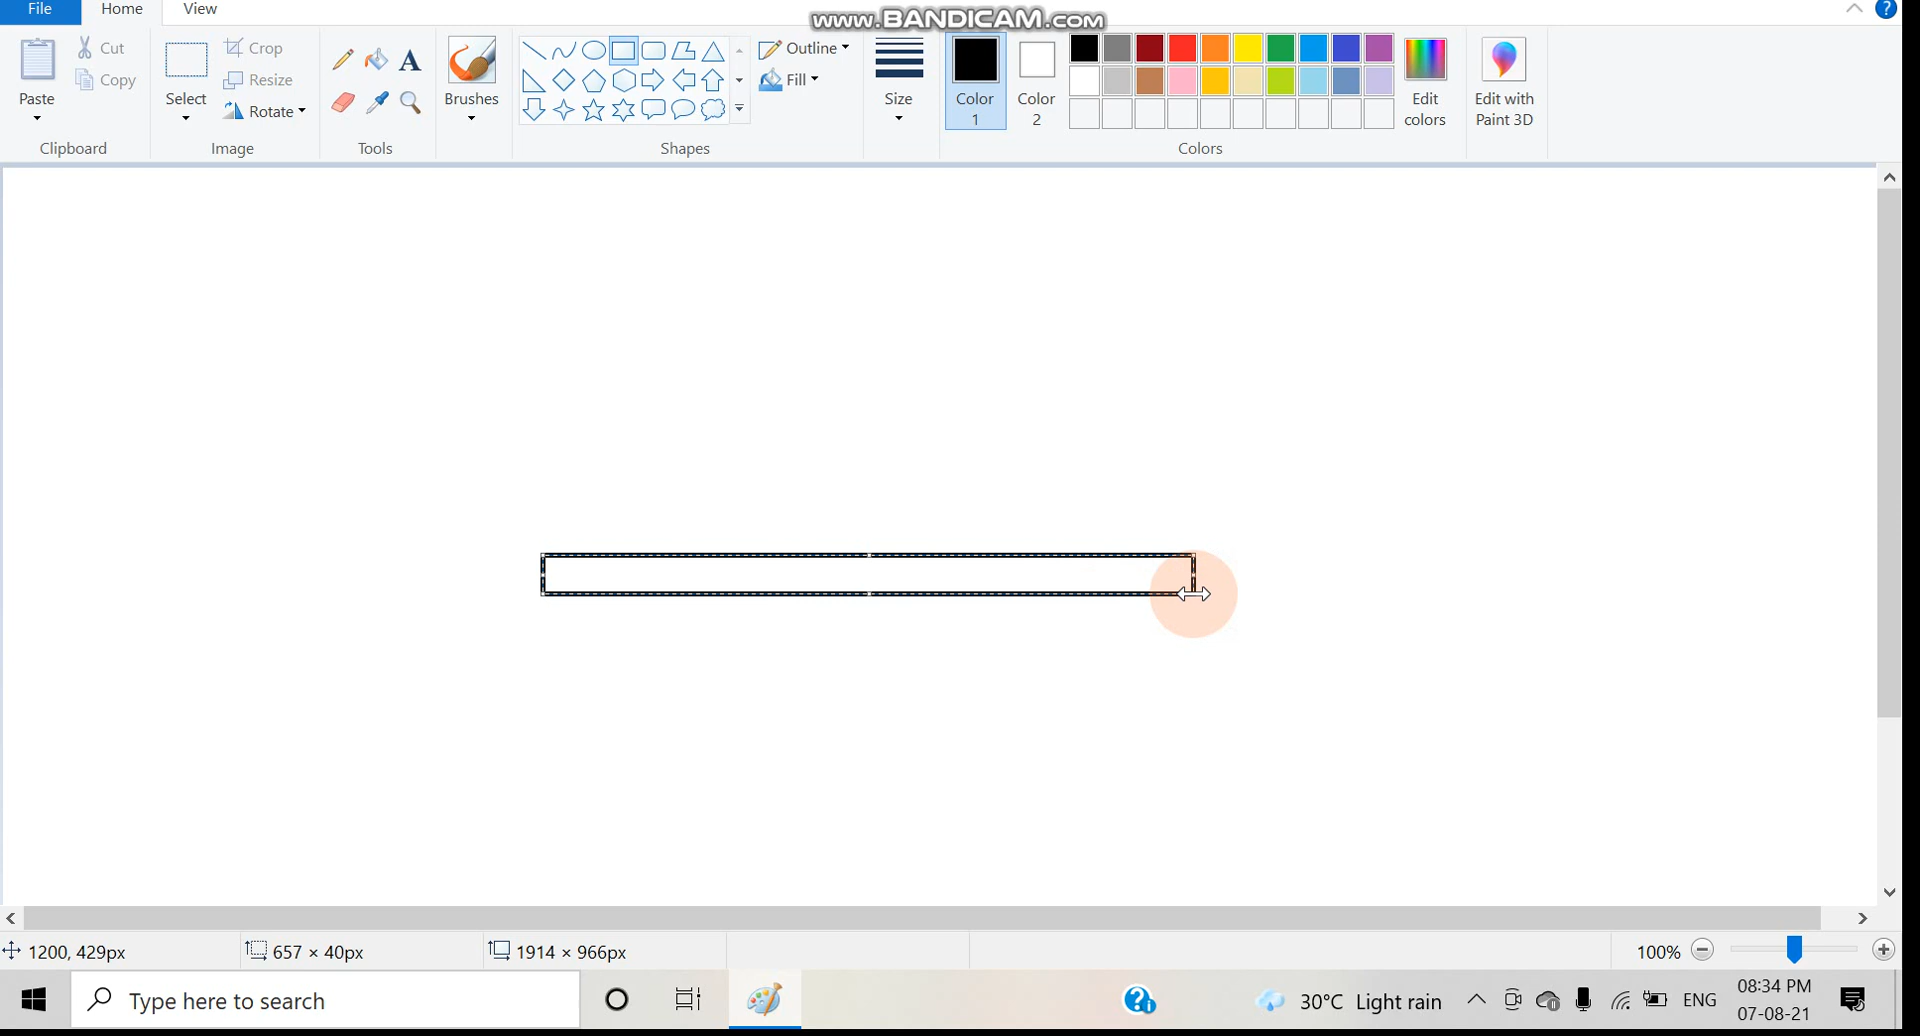 File Home View
www.BANDICAM.com
Paste
Cut
Copy
Clipboard
Select
Crop
Resize
Rotate
Image
A
Tools
Brushes
Outline
Fill
Shapes
Size
Color
1
Color
2
Edit
colors
Colors
Edit with
Paint 3D
1200, 429px 657 × 40px 1914 × 966px 100%
Type here to search 30°C Light rain ENG 08:34 PM
07-08-21